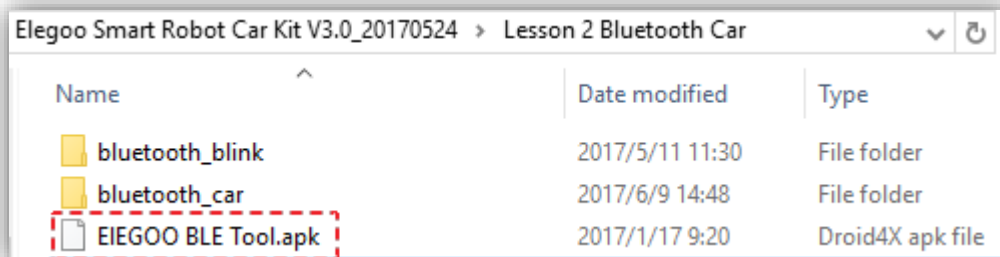 Elegoo Smart Robot Car Kit V3.0_20170524 > Lesson 2 Bluetooth Car
Name Date modified Type
bluetooth_blink 2017/5/11 11:30 File folder
bluetooth_car 2017/6/9 14:48 File folder
ElEGOO BLE Tool.apk 2017/1/17 9:20 Droid4X apk file